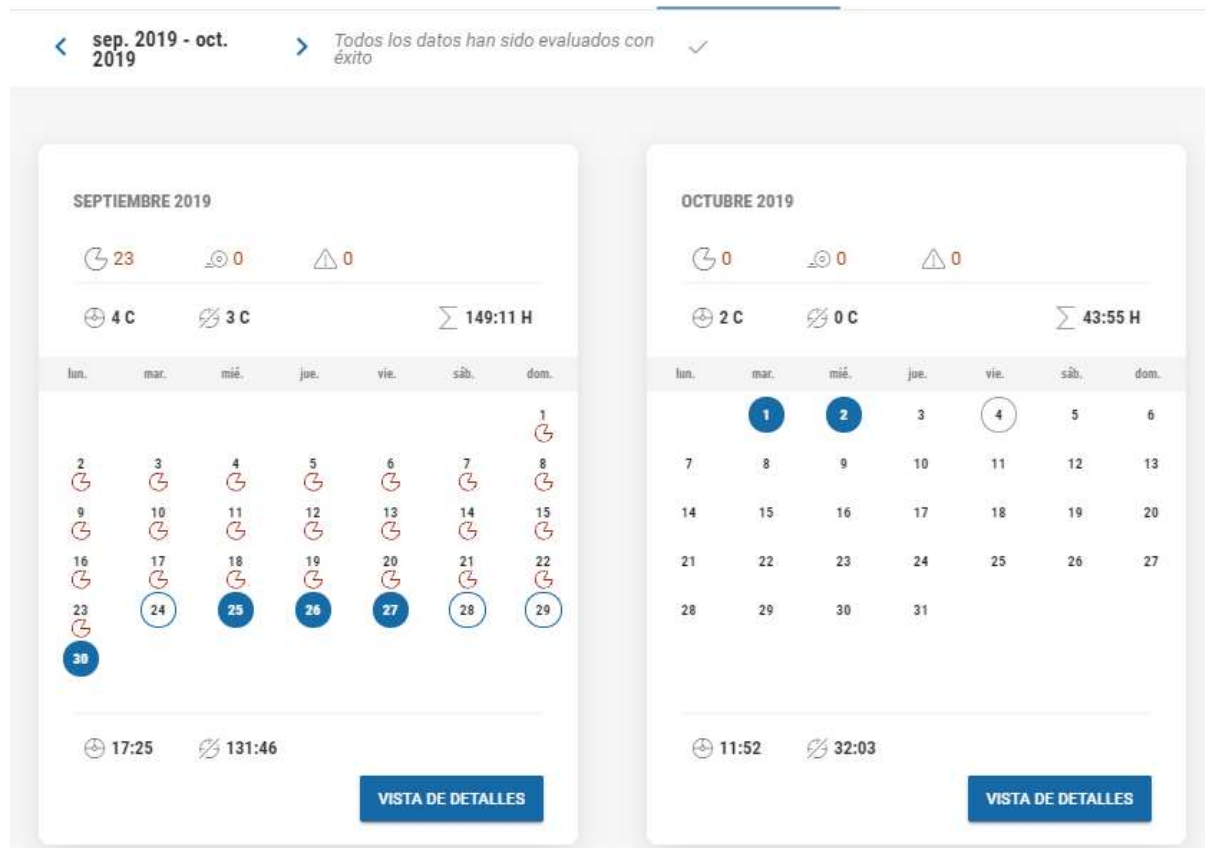 sep. 2019 - oct.
2019
Todos los datos han sido evaluados con
éxito
SEPTIEMBRE 2019
23 0 0
4 C 3 C 149:11 H
lun. mar. mié. jue. vie. sáb. dom.
1
2 3 4 5 6 7 8
9 10 11 12 13 14 15
16 17 18 19 20 21 22
23 24 25 26 27 28 29
30
17:25 131:46
VISTA DE DETALLES
OCTUBRE 2019
0 0 0
2 C 0 C 43:55 H
lun. mar. mié. jue. vie. sáb. dom.
1 2 3 4 5 6
7 8 9 10 11 12 13
14 15 16 17 18 19 20
21 22 23 24 25 26 27
28 29 30 31
11:52 32:03
VISTA DE DETALLES